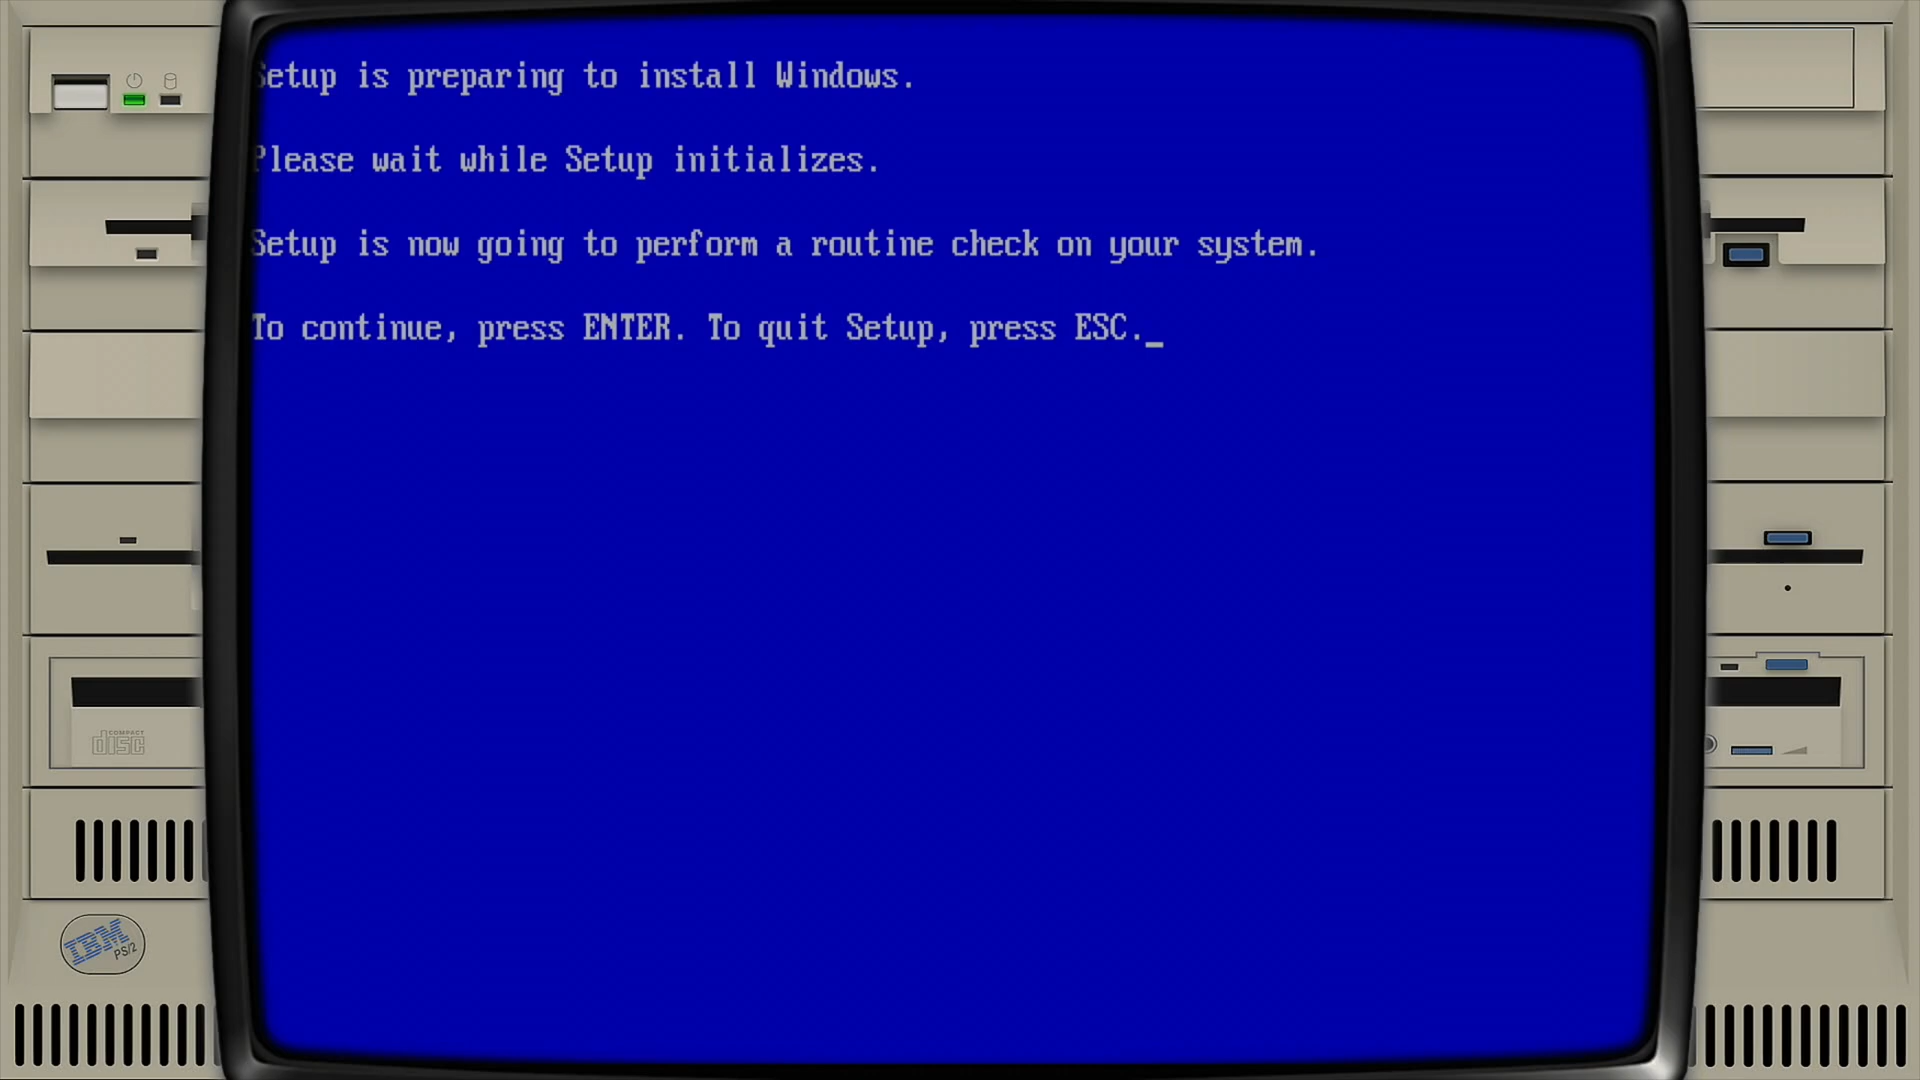 Setup is preparing to install Windows.
Please wait while Setup initializes.
Setup is now going to perform a routine check on your system.
To continue, press ENTER. To quit Setup, press ESC._
COMPACT
disc
IBM
PS/2